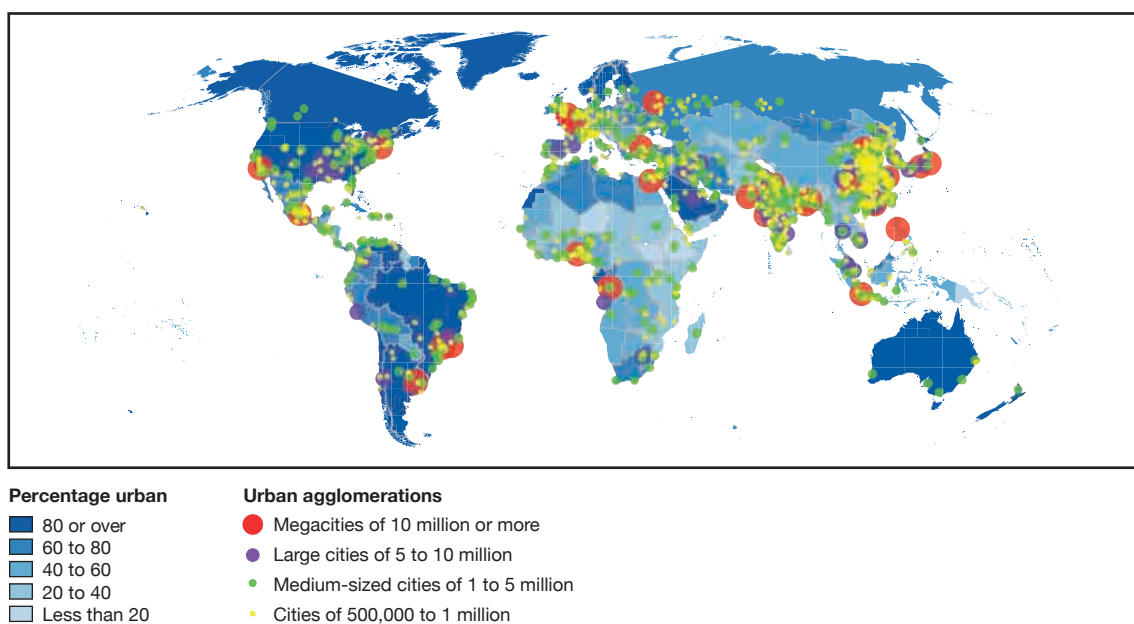 Percentage urban
80 or over
60 to 80
40 to 60
20 to 40
Less than 20
Urban agglomerations
Megacities of 10 million or more
Large cities of 5 to 10 million
Medium-sized cities of 1 to 5 million
Cities of 500,000 to 1 million